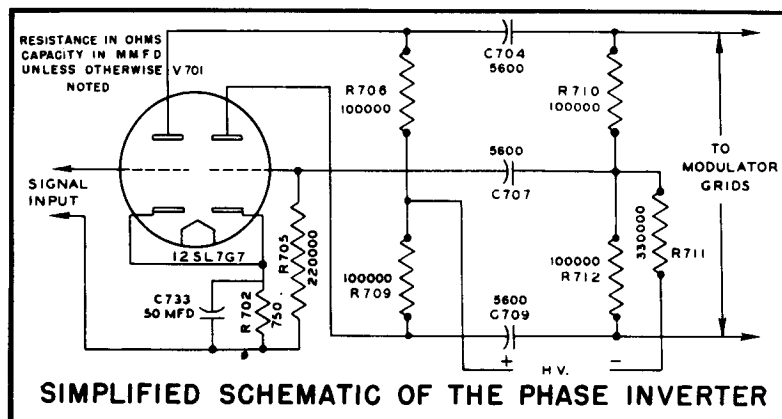 RESISTANCE IN OHMS
CAPACITY IN MMFD
UNLESS OTHERWISE
NOTED
V 701
C704
5600
R706
100000
R710
100000
TO
MODULATOR
GRIDS
5600
C707
SIGNAL
INPUT
12SL7G7
R705
220000
330000
R711
100000
R709
100000
R712
C733
50 MFD
R702
750.
5600
C709
+ H.V. −
SIMPLIFIED SCHEMATIC OF THE PHASE INVERTER